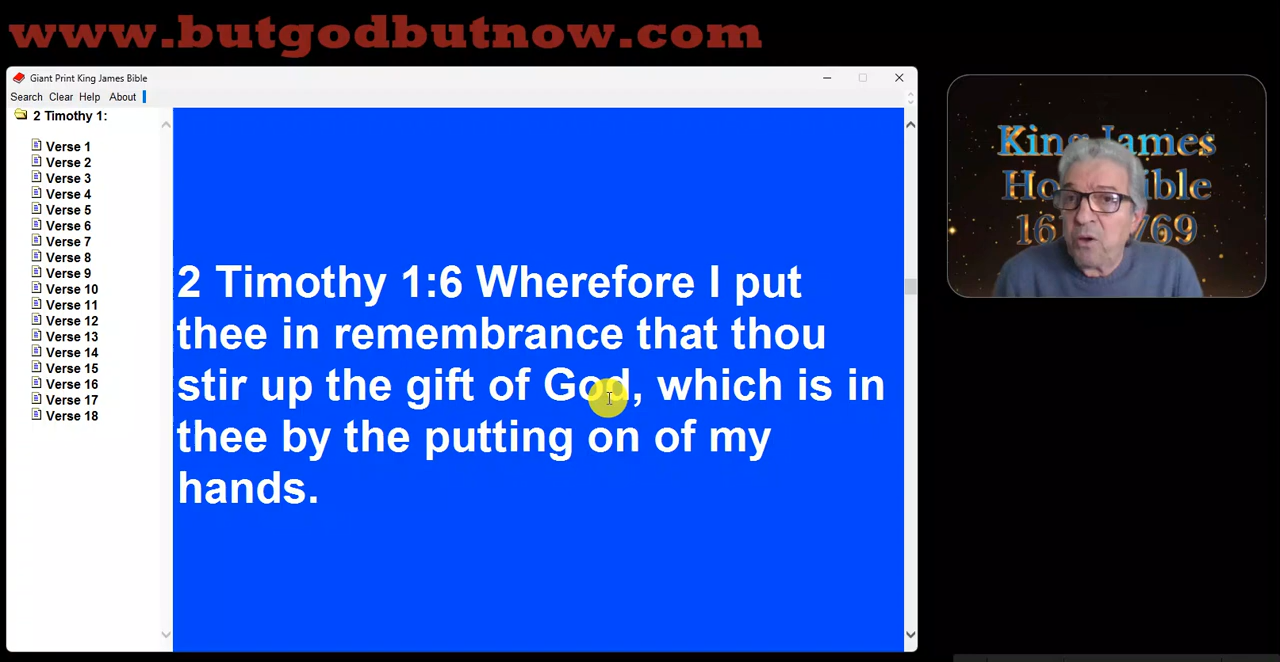 www.butgodbutnow.com
Giant Print King James Bible
Search Clear Help About
2 Timothy 1:
Verse 1
Verse 2
Verse 3
Verse 4
Verse 5
Verse 6
Verse 7
Verse 8
Verse 9
Verse 10
Verse 11
Verse 12
Verse 13
Verse 14
Verse 15
Verse 16
Verse 17
Verse 18
2 Timothy 1:6 Wherefore I put
thee in remembrance that thou
stir up the gift of God, which is in
thee by the putting on of my
hands.
King James